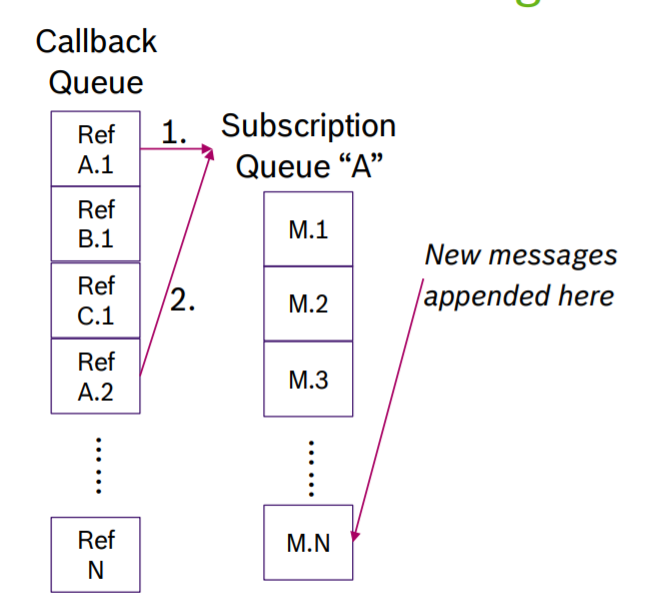 Callback
Queue
Ref
A.1
Ref
B.1
Ref
C.1
Ref
A.2
Ref
N
1.
2.
Subscription
Queue “A”
M.1
M.2
M.3
M.N
New messages
appended here